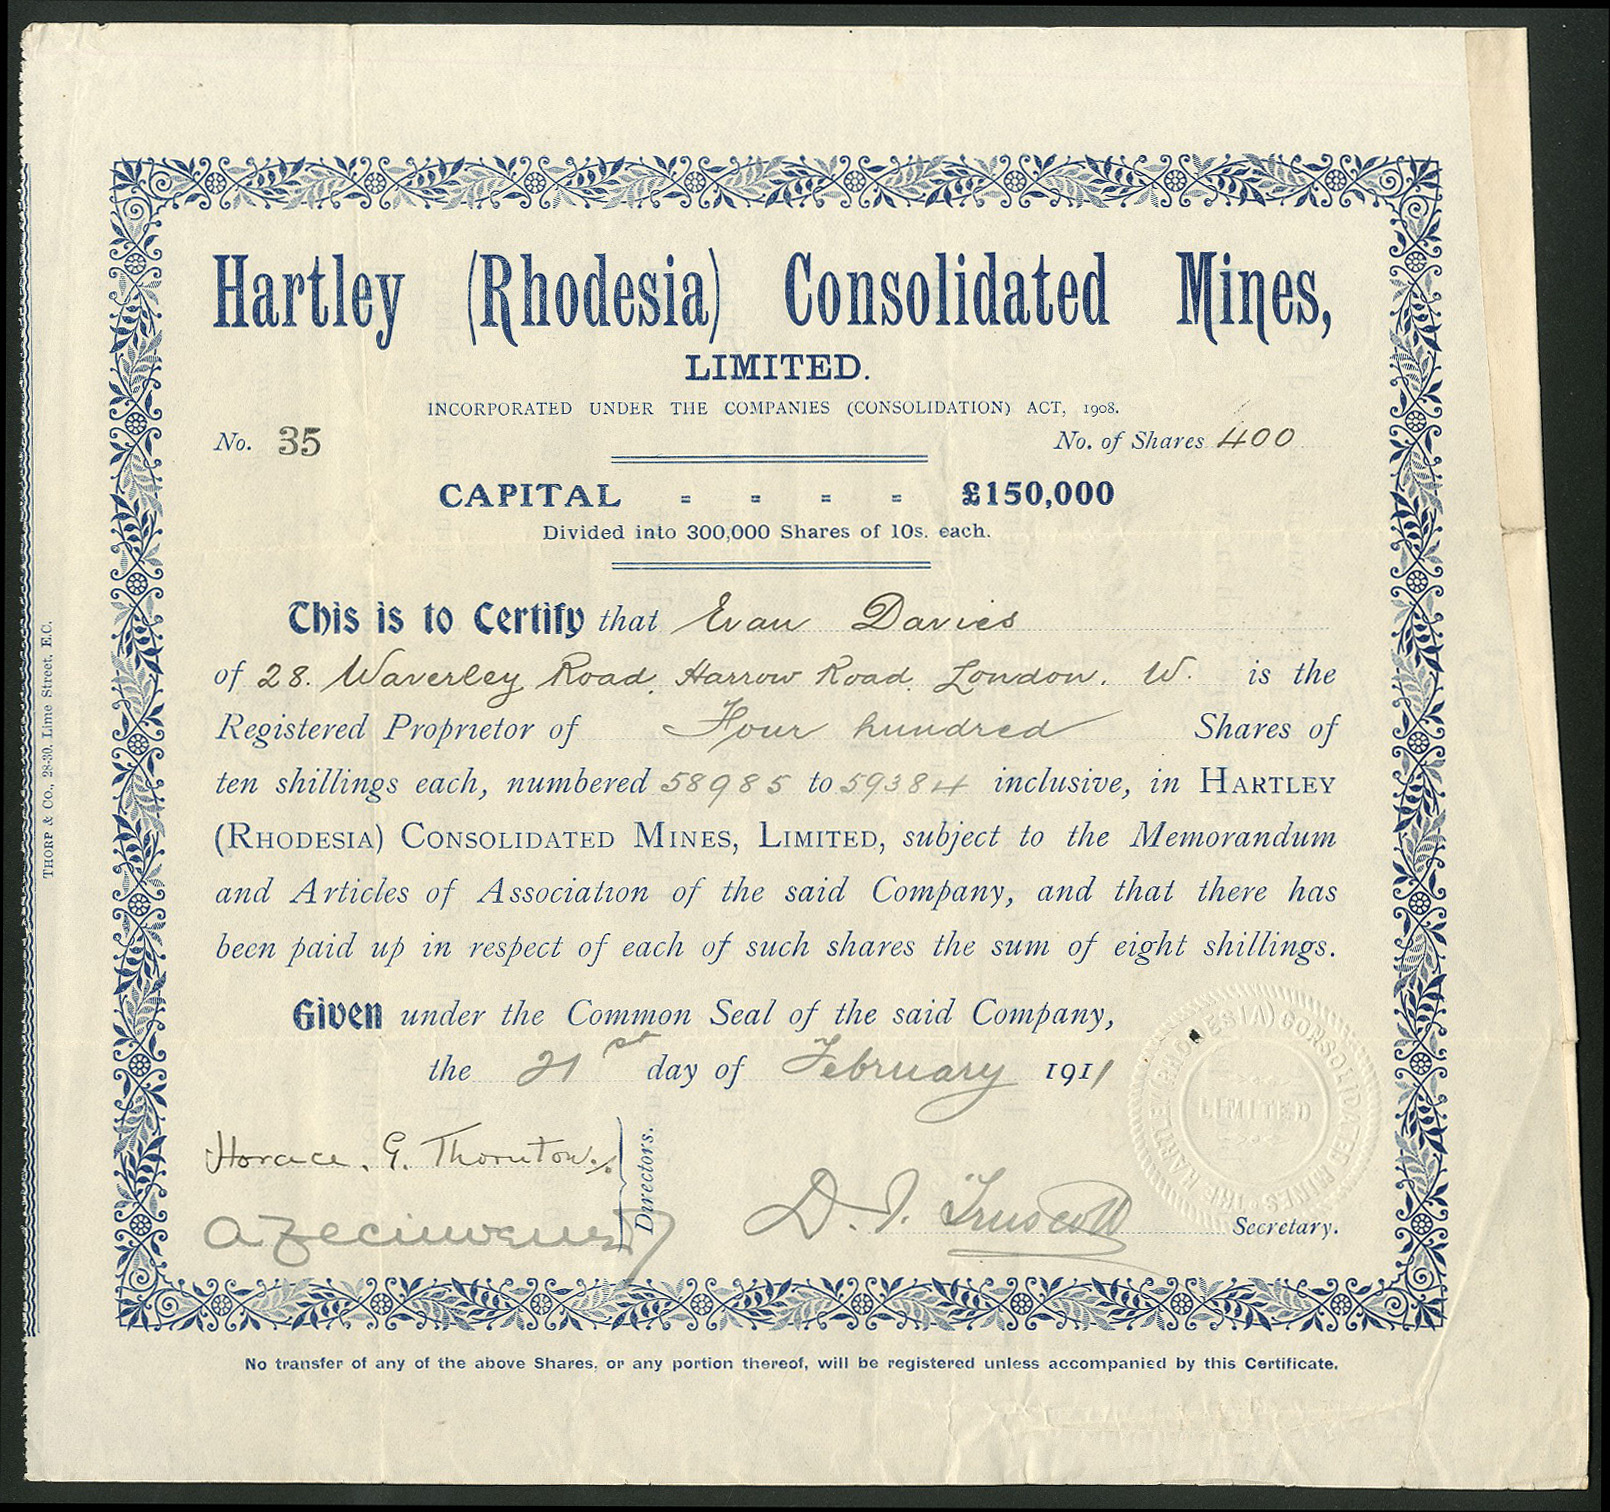 Hartley (Rhodesia) Consolidated Mines,
LIMITED.
INCORPORATED UNDER THE COMPANIES (CONSOLIDATION) ACT, 1908.
No. 35 No. of Shares 400
CAPITAL - - - - £150,000
Divided into 300,000 Shares of 10s. each.
This is to Certify that Evan Davies
of 28. Waverley Road, Harrow Road, London. W. is the
Registered Proprietor of Four hundred Shares of
ten shillings each, numbered 58985 to 59384 inclusive, in HARTLEY
(RHODESIA) CONSOLIDATED MINES, LIMITED, subject to the Memorandum
and Articles of Association of the said Company, and that there has
been paid up in respect of each of such shares the sum of eight shillings.
Given under the Common Seal of the said Company,
the 21st day of February 1911
Horace. G. Thornton.
Directors.
D. J. Truscott Secretary.
THE HARTLEY (RHODESIA) CONSOLIDATED MINES
LIMITED
No transfer of any of the above Shares, or any portion thereof, will be registered unless accompanied by this Certificate.
THORP & CO., 28-30, Lime Street, E.C.